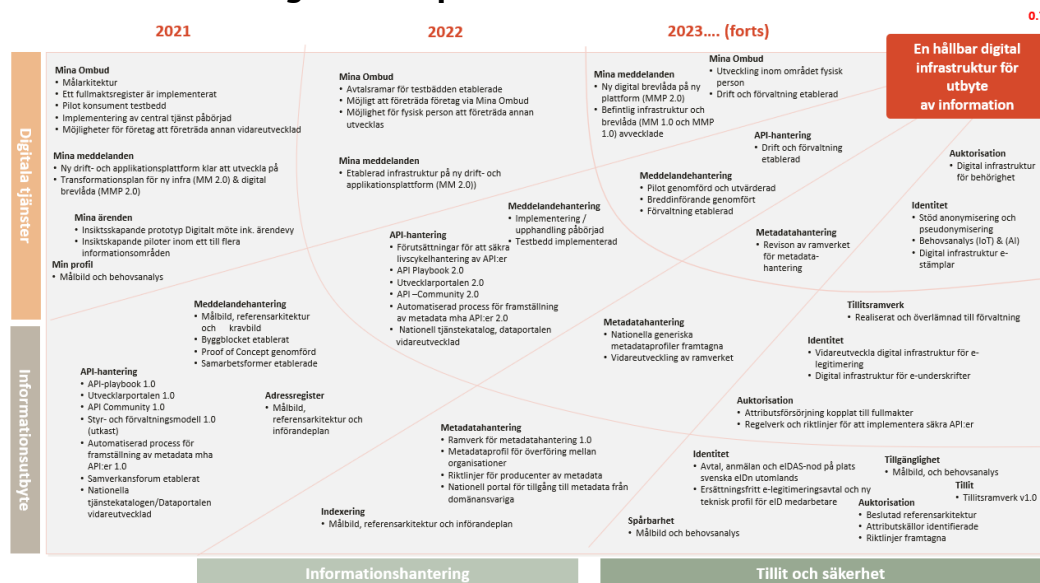 2021
2022
2023.... (forts)
En hållbar digital
infrastruktur för
utbyte
av information
Digitala tjänster
Informationsutbyte
Mina Ombud
• Målarkitektur
• Ett fullmaktsregister är implementerat
• Pilot konsument testbedd
• Implementering av central tjänst påbörjad
• Möjligheter för företag att företräda annan vidareutvecklad
Mina meddelanden
• Ny drift- och applikationsplattform klar att utveckla på
• Transformationsplan för ny infra (MM 2.0) & digital
brevlåda (MMP 2.0)
Mina ärenden
• Insiktsskapande prototyp Digitalt möte ink. ärendevy
• Insiktskapande piloter inom ett till flera
informationsområden
Min profil
• Målbild och behovsanalys
Meddelandehantering
• Målbild, referensarkitektur
och kravbild
• Byggblocket etablerat
• Proof of Concept genomförd
• Samarbetsformer etablerade
API-hantering
• API-playbook 1.0
• Utvecklarportalen 1.0
• API Community 1.0
• Styr- och förvaltningsmodell 1.0
(utkast)
• Automatiserad process för
framställning av metadata mha
API:er 1.0
• Samverkansforum etablerat
• Nationella
tjänstekatalogen/Dataportalen
vidareutvecklad
Adressregister
• Målbild,
referensarkitektur och
införandeplan
Mina Ombud
• Avtalsramar för testbädden etablerade
• Möjligt att företräda företag via Mina Ombud
• Möjlighet för fysisk person att företräda annan
utvecklas
Mina meddelanden
• Etablerad infrastruktur på ny drift- och
applikationsplattform (MM 2.0))
Meddelandehantering
• Implementering /
upphandling påbörjad
• Testbedd implementerad
API-hantering
• Förutsättningar för att säkra
livscykelhantering av API:er
• API Playbook 2.0
• Utvecklarportalen 2.0
• API –Community 2.0
• Automatiserad process för framställning
av metadata mha API:er 2.0
• Nationell tjänstekatalog, dataportalen
vidareutvecklad
Metadatahantering
• Ramverk för metadatahantering 1.0
• Metadataprofil för överföring mellan
organisationer
• Riktlinjer för producenter av metadata
• Nationell portal för tillgång till metadata från
domänansvariga
Indexering
• Målbild, referensarkitektur och införandeplan
Mina meddelanden
• Ny digital brevlåda på ny
plattform (MMP 2.0)
• Befintlig infrastruktur och
brevlåda (MM 1.0 och MMP
1.0) avvecklade
Mina Ombud
• Utveckling inom området fysisk
person
• Drift och förvaltning etablerad
API-hantering
• Drift och förvaltning
etablerad
Meddelandehantering
• Pilot genomförd och utvärderad
• Breddinförande genomfört
• Förvaltning etablerad
Metadatahantering
• Revison av ramverket
för metadata-
hantering
Auktorisation
• Digital infrastruktur
för behörighet
Identitet
• Stöd anonymisering och
pseudonymisering
• Behovsanalys (IoT) & (AI)
• Digital infrastruktur e-
stämplar
Metadatahantering
• Nationella generiska
metadataprofiler framtagna
• Vidareutveckling av ramverket
Tillitsramverk
• Realiserat och överlämnad till förvaltning
Identitet
• Vidareutveckla digital infrastruktur för e-
legitimering
• Digital infrastruktur för e-underskrifter
Auktorisation
• Attributsförsörjning kopplat till fullmakter
• Regelverk och riktlinjer för att implementera säkra API:er
Identitet
• Avtal, anmälan och eIDAS-nod på plats
svenska eIDn utomlands
• Ersättningsfritt e-legitimeringsavtal och ny
teknisk profil för eID medarbetare
Spårbarhet
• Målbild och behovsanalys
Tillgänglighet
• Målbild, och behovsanalys
Tillit
• Tillitsramverk v1.0
Auktorisation
• Beslutad referensarkitektur
• Attributskällor identifierade
• Riktlinjer framtagna
Informationshantering
Tillit och säkerhet